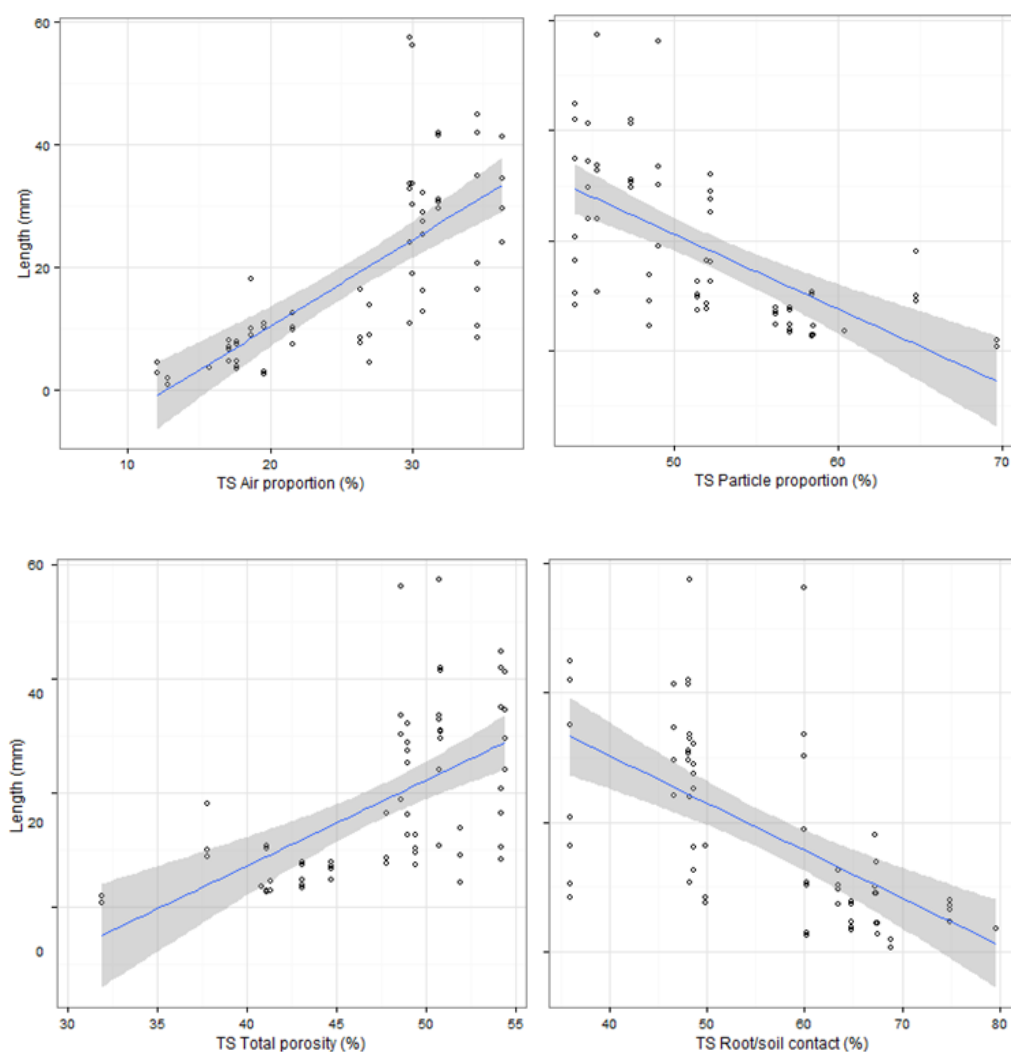 60
40
20
0
Length (mm)
10 20 30
TS Air proportion (%)
50 60 70
TS Particle proportion (%)
60
40
20
0
Length (mm)
30 35 40 45 50 55
TS Total porosity (%)
40 50 60 70 80
TS Root/soil contact (%)